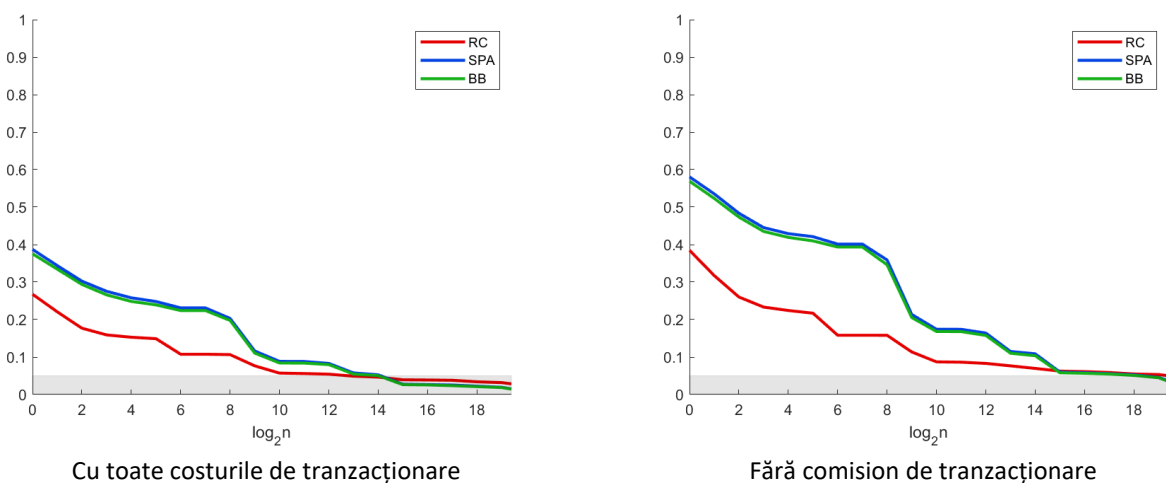 1
0.9
0.8
0.7
0.6
0.5
0.4
0.3
0.2
0.1
0
0 2 4 6 8 10 12 14 16 18
log2n
RC
SPA
BB
Cu toate costurile de tranzacționare
1
0.9
0.8
0.7
0.6
0.5
0.4
0.3
0.2
0.1
0
0 2 4 6 8 10 12 14 16 18
log2n
RC
SPA
BB
Fără comision de tranzacționare